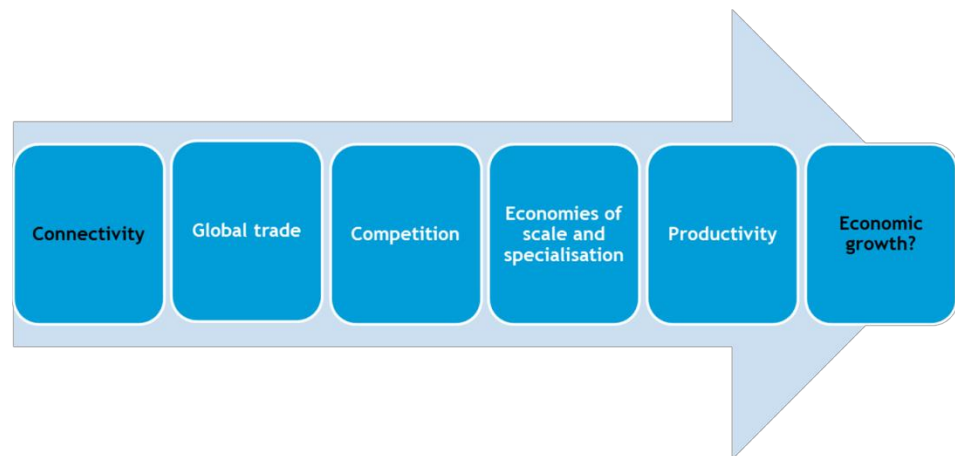 Connectivity
Global trade
Competition
Economies of
scale and
specialisation
Productivity
Economic
growth?